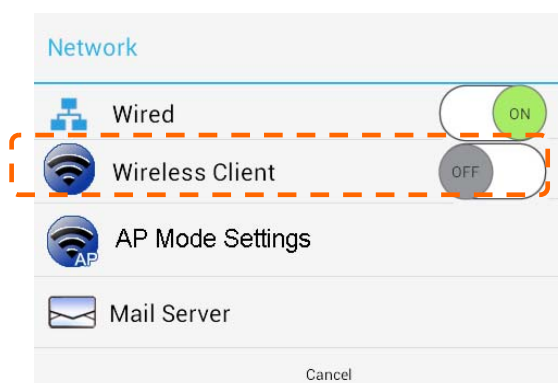 Network
Wired ON
Wireless Client OFF
AP AP Mode Settings
Mail Server
Cancel